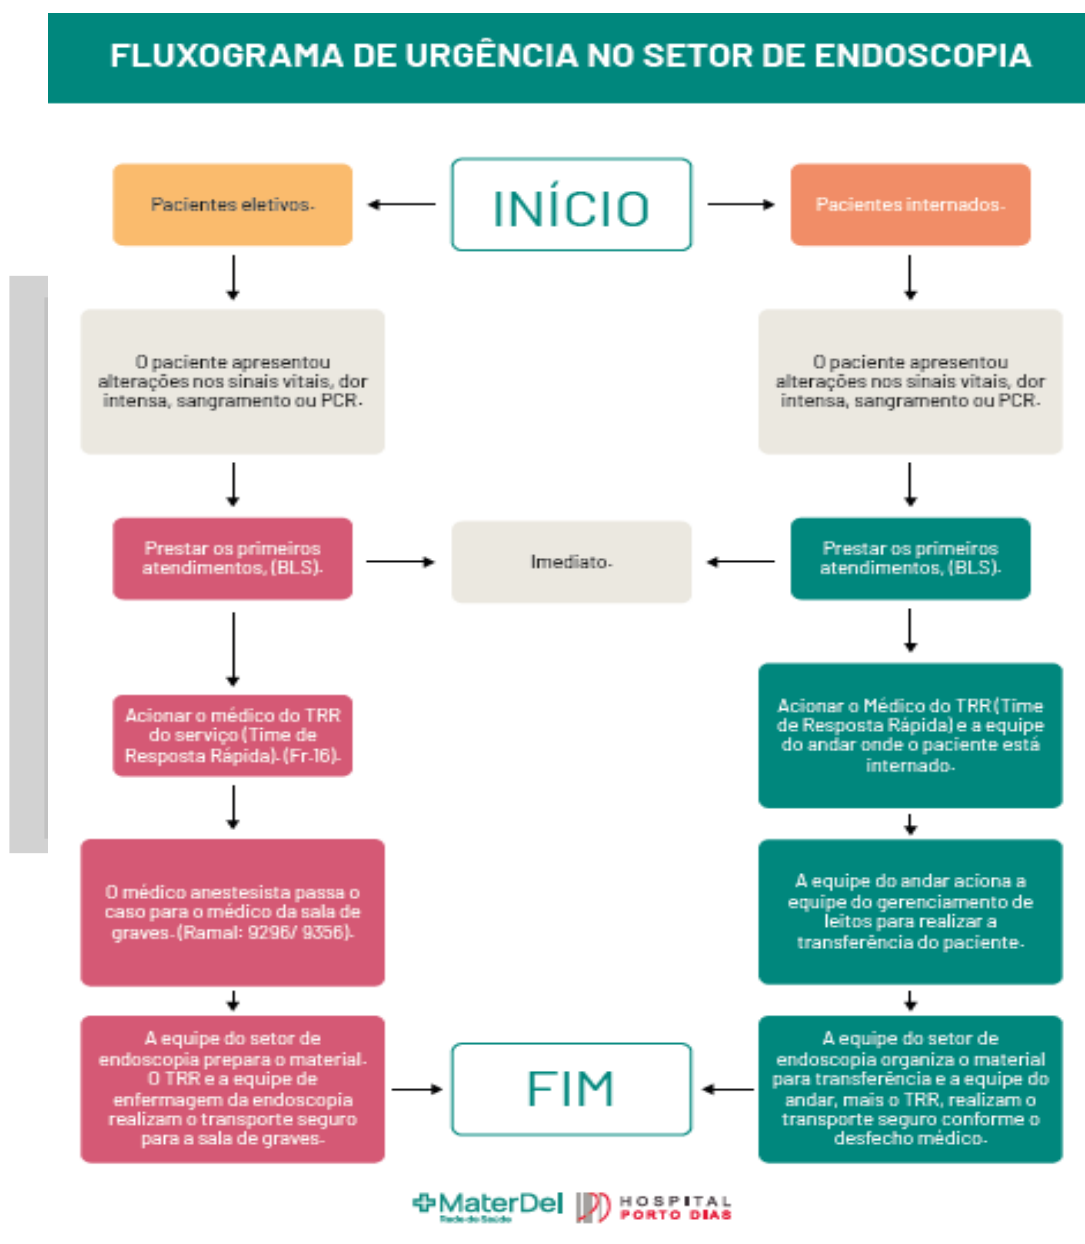 FLUXOGRAMA DE URGÊNCIA NO SETOR DE ENDOSCOPIA
Pacientes eletivos.
INÍCIO
Pacientes internados.
O paciente apresentou
alterações nos sinais vitais, dor
intensa, sangramento ou PCR.
O paciente apresentou
alterações nos sinais vitais, dor
intensa, sangramento ou PCR.
Prestar os primeiros
atendimentos, (BLS).
Imediato.
Prestar os primeiros
atendimentos, (BLS).
Acionar o médico do TRR
do serviço (Time de
Resposta Rápida). (Fr.16).
Acionar o Médico do TRR (Time
de Resposta Rápida) e a equipe
do andar onde o paciente está
internado.
O médico anestesista passa o
caso para o médico da sala de
graves. (Ramal: 9296/ 9356).
A equipe do andar aciona a
equipe do gerenciamento de
leitos para realizar a
transferência do paciente.
A equipe do setor de
endoscopia prepara o material.
O TRR e a equipe de
enfermagem da endoscopia
realizam o transporte seguro
para a sala de graves.
FIM
A equipe do setor de
endoscopia organiza o material
para transferência e a equipe do
andar, mais o TRR, realizam o
transporte seguro conforme o
desfecho médico.
MaterDei
Rede de Saúde
HOSPITAL
PORTO DIAS